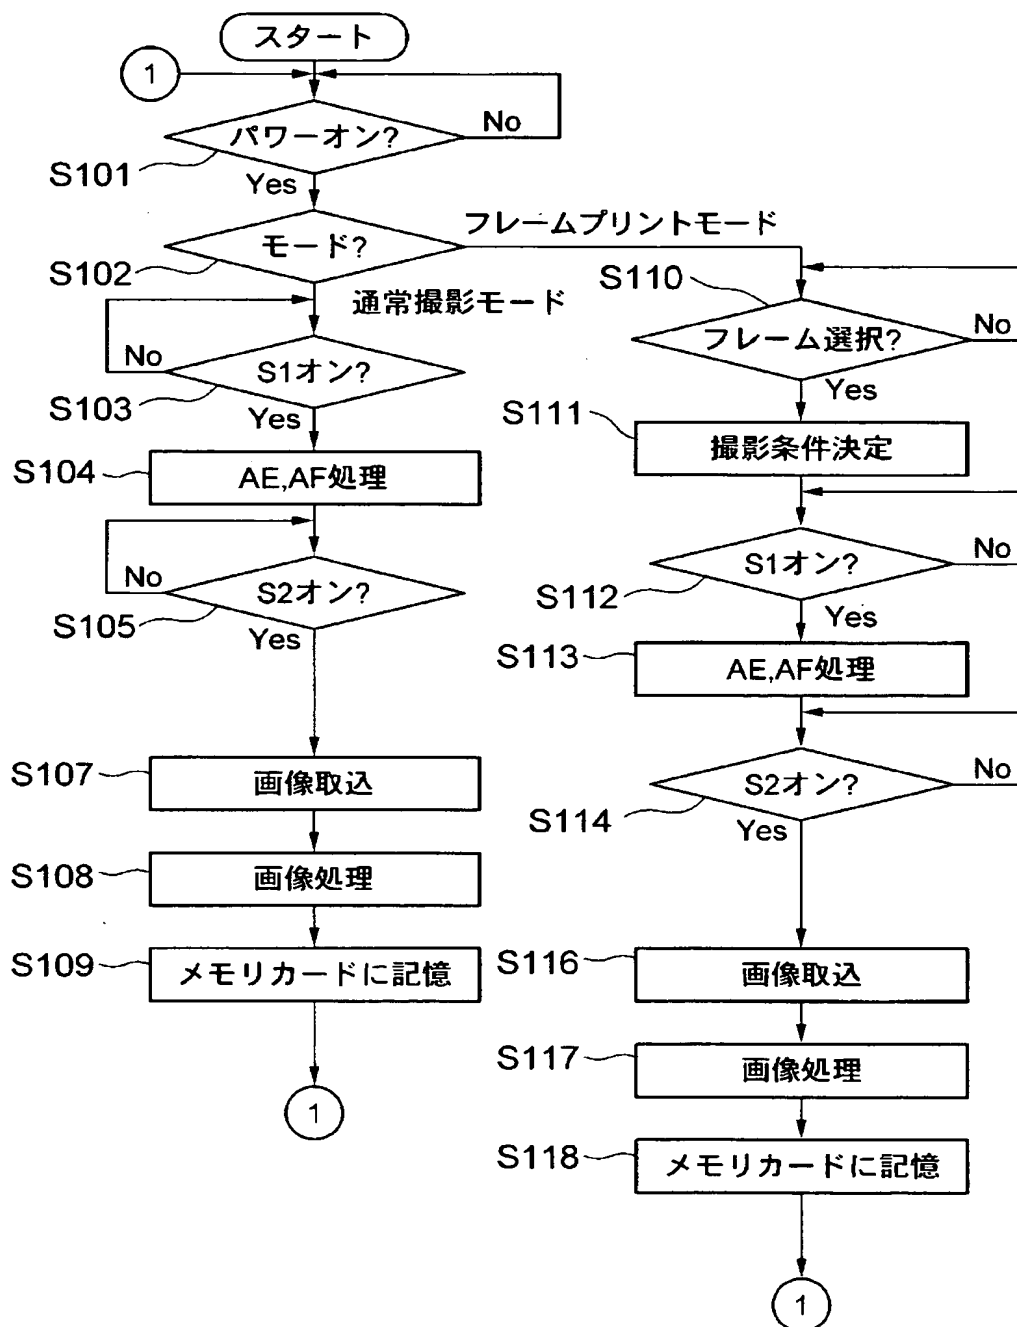 スタート
1
パワーオン?
No
S101
Yes
モード?
フレームプリントモード
S102
通常撮影モード
No
S1オン?
S103
Yes
S104
AE,AF処理
No
S2オン?
S105
Yes
S107
画像取込
S108
画像処理
S109
メモリカードに記憶
1
S110
フレーム選択?
No
Yes
S111
撮影条件決定
S1オン?
No
S112
Yes
S113
AE,AF処理
S2オン?
No
S114
Yes
S116
画像取込
S117
画像処理
S118
メモリカードに記憶
1